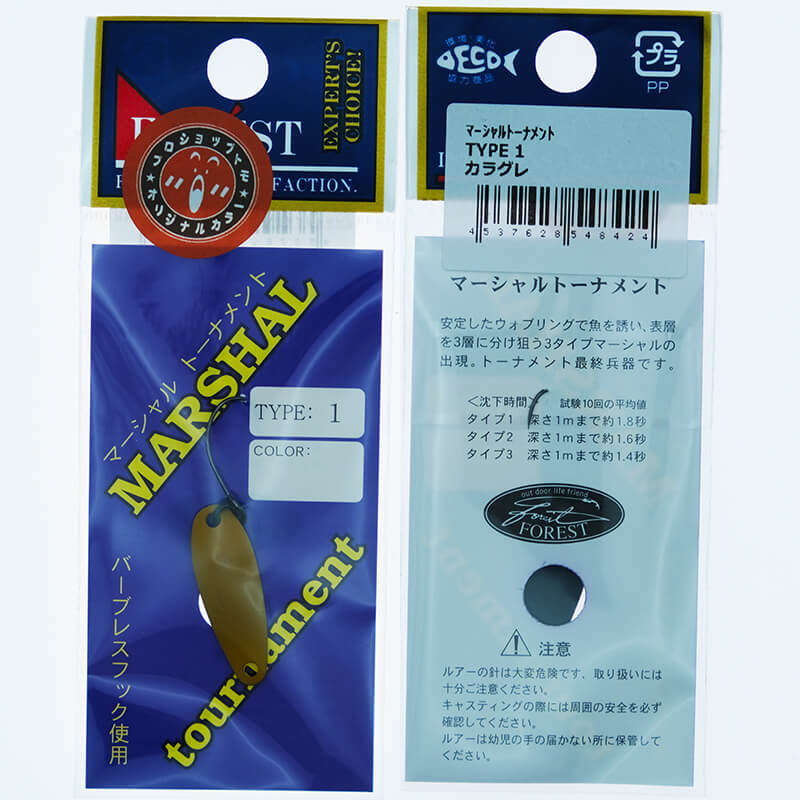 EXPERT'S
CHOICE!
プロショップトモ
オリジナルカラー
FACTION.
マーシャル トーナメント
MARSHAL
tournament
TYPE: 1
COLOR:
バーブレスフック使用
環境・美化
ECO
協力商品
プラ
PP
マーシャルトーナメント
TYPE 1
カラグレ
4 537628 548424
マーシャルトーナメント
安定したウォブリングで魚を誘い、表層
を3層に分け狙う3タイプマーシャルの
出現。トーナメント最終兵器です。
＜沈下時間＞ 試験10回の平均値
タイプ1 深さ1mまで約1.8秒
タイプ2 深さ1mまで約1.6秒
タイプ3 深さ1mまで約1.4秒
out door life friend
Forest
FOREST
注意
ルアーの針は大変危険です、取り扱いには
十分ご注意ください。
キャスティングの際には周囲の安全を必ず
確認してください。
ルアーは幼児の手の届かない所に保管して
ください。